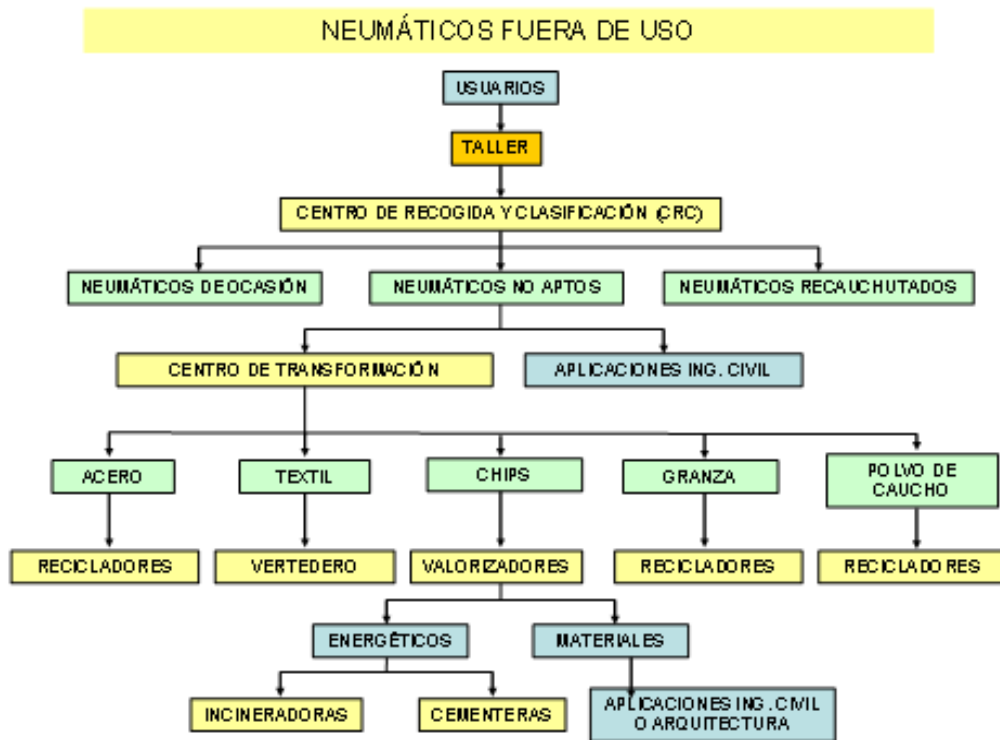 NEUMÁTICOS FUERA DE USO
USUARIOS
TALLER
CENTRO DE RECOGIDA Y CLASIFICACIÓN (CRC)
NEUMÁTICOS DE OCASIÓN
NEUMÁTICOS NO APTOS
NEUMÁTICOS RECAUCHUTADOS
CENTRO DE TRANSFORMACIÓN
APLICACIONES ING. CIVIL
ACERO
TEXTIL
CHIPS
GRANZA
POLVO DE
CAUCHO
RECICLADORES
VERTEDERO
VALORIZADORES
RECICLADORES
RECICLADORES
ENERGÉTICOS
MATERIALES
INCINERADORAS
CEMENTERAS
APLICACIONES ING. CIVIL
O ARQUITECTURA